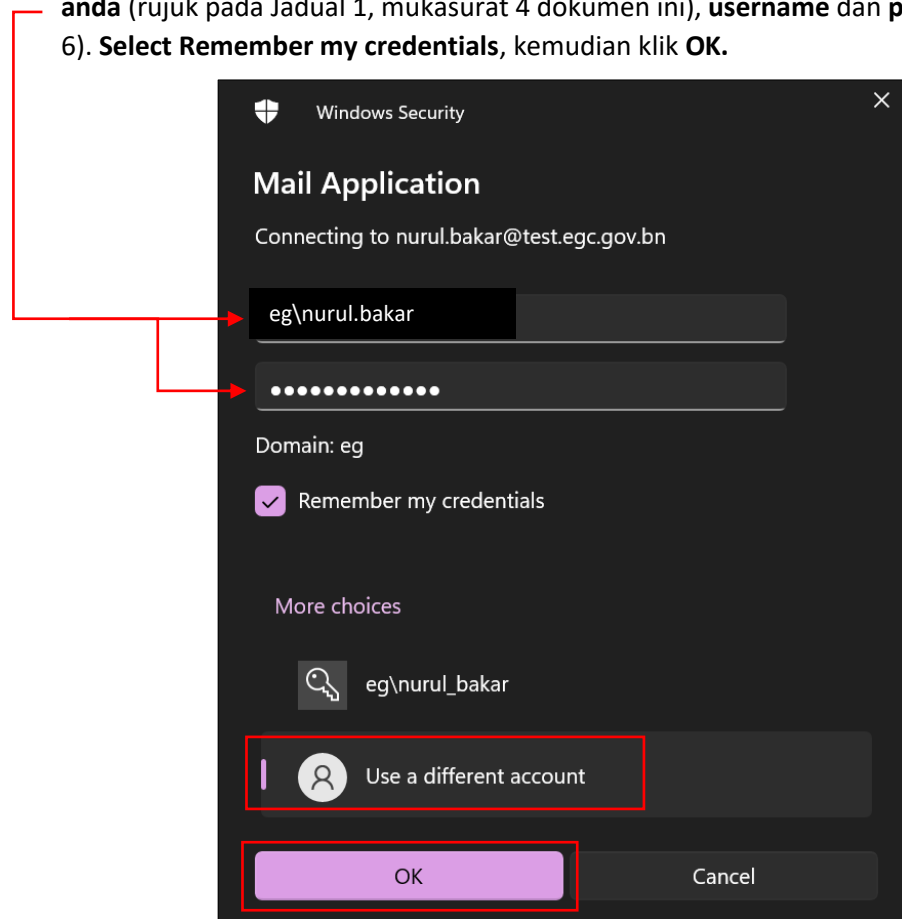 anda (rujuk pada Jadual 1, mukasurat 4 dokumen ini), username dan
6). Select Remember my credentials, kemudian klik OK.
Windows Security
Mail Application
Connecting to nurul.bakar@test.egc.gov.bn
eg\nurul.bakar
Domain: eg
Remember my credentials
More choices
eg\nurul_bakar
Use a different account
OK Cancel